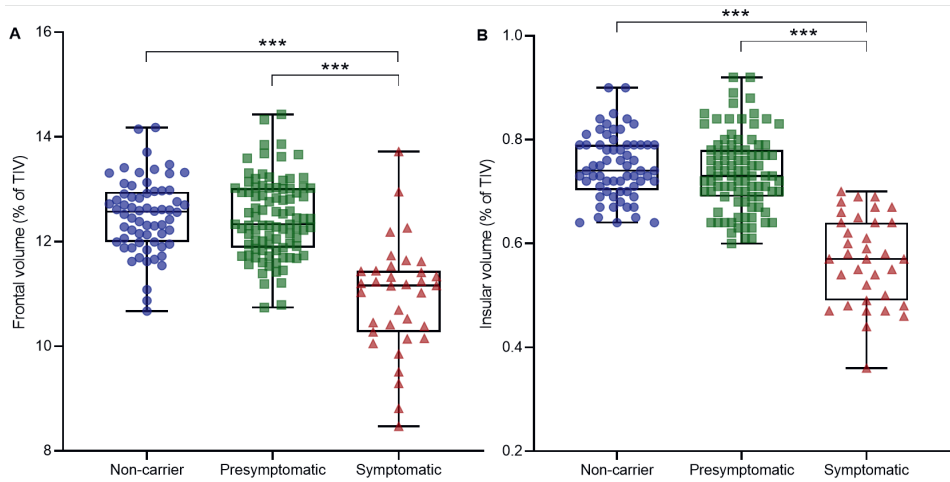 A
Frontal volume (% of TIV)
16
14
12
10
8
***
***
Non-carrier
Presymptomatic
Symptomatic
B
Insular volume (% of TIV)
1.0
0.8
0.6
0.4
0.2
***
***
Non-carrier
Presymptomatic
Symptomatic